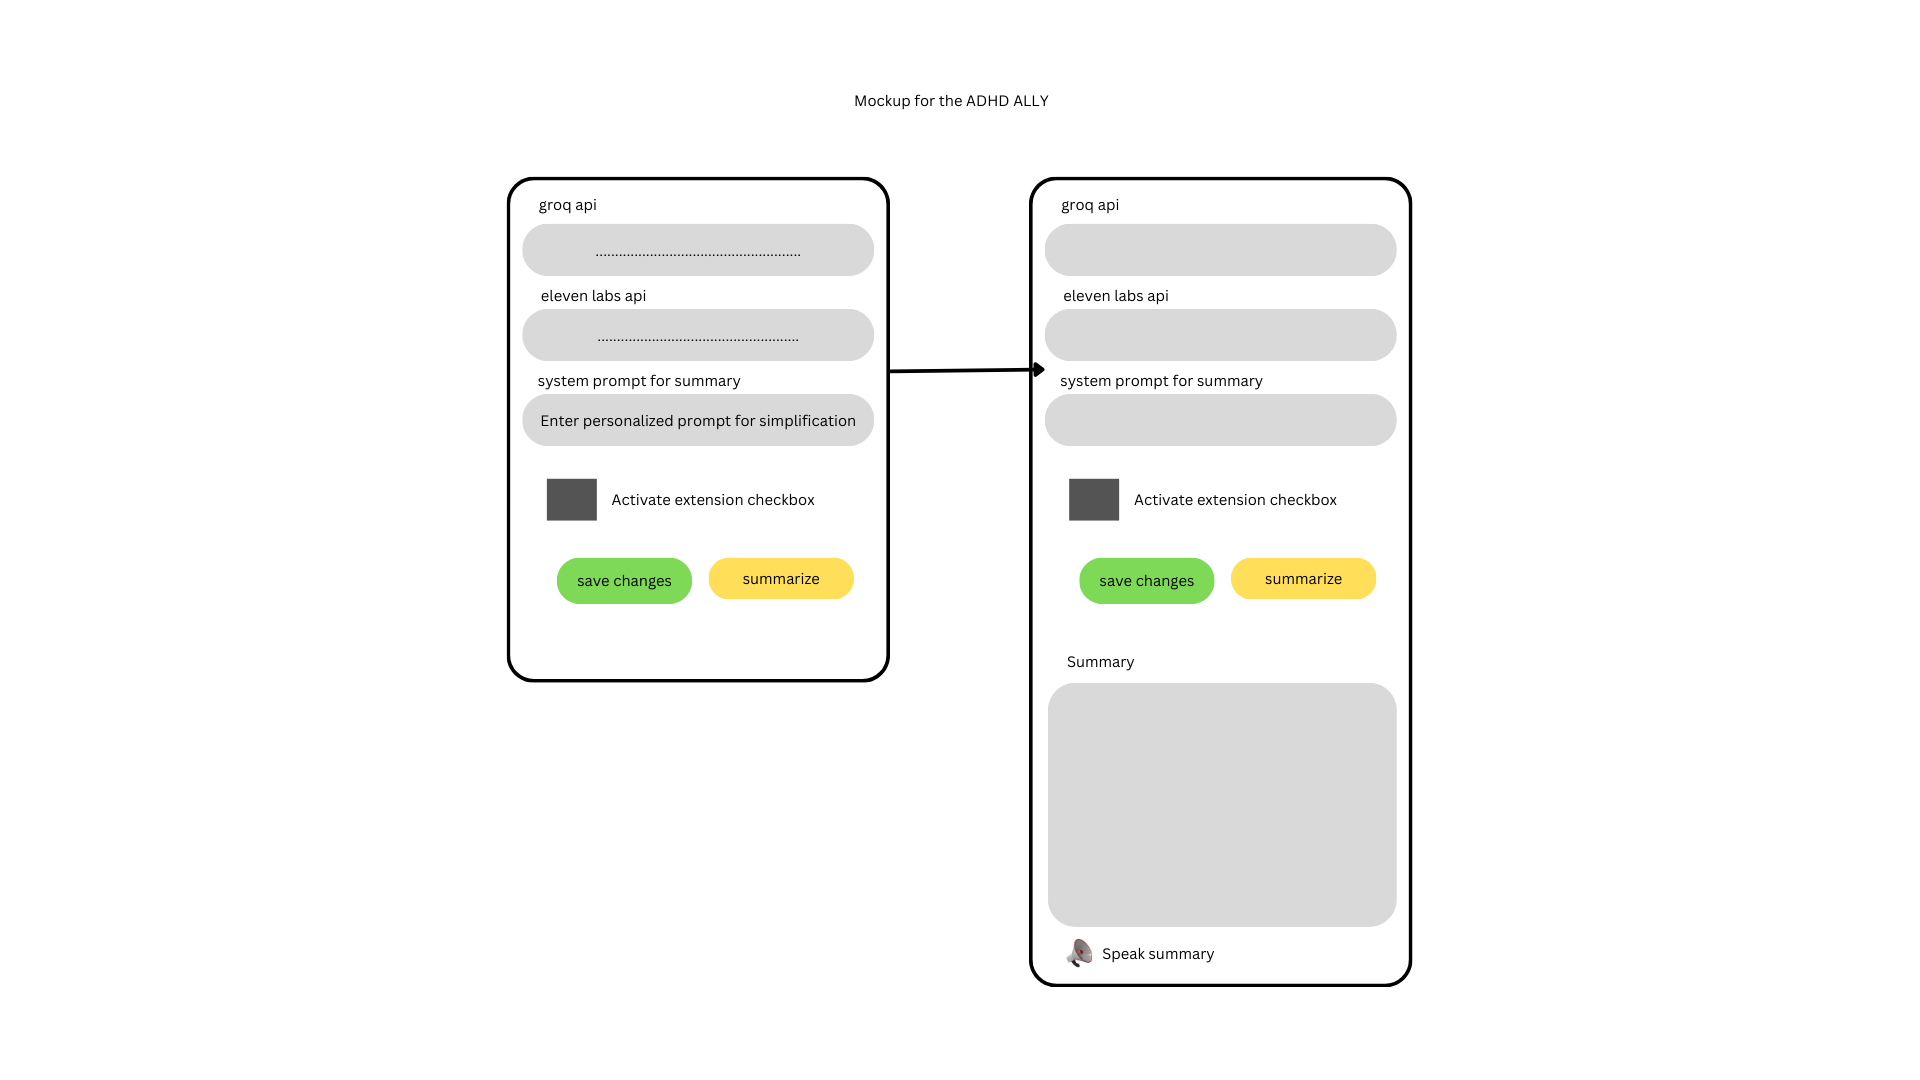 Mockup for the ADHD ALLY
groq api
....................................................
eleven labs api
...................................................
system prompt for summary
Enter personalized prompt for simplification
Activate extension checkbox
save changes
summarize
groq api
eleven labs api
system prompt for summary
Activate extension checkbox
save changes
summarize
Summary
Speak summary